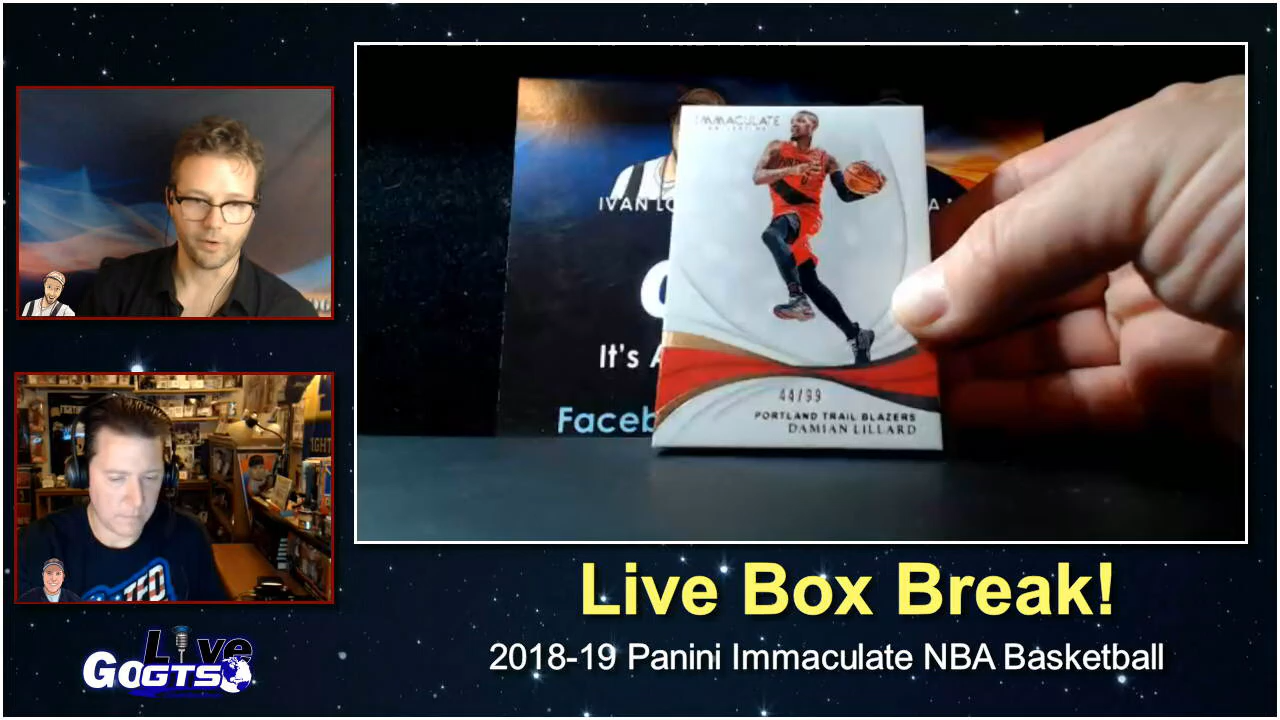 IMMACULATE
IVAN LO
It's A
Faceb
44/99
PORTLAND TRAIL BLAZERS
DAMIAN LILLARD
Live Box Break!
2018-19 Panini Immaculate NBA Basketball
Live
GOGTS